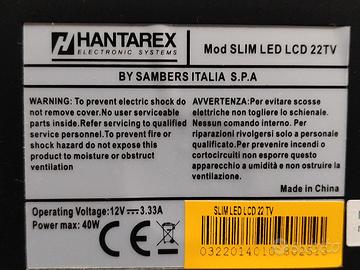 HANTAREX
ELECTRONIC SYSTEMS
Mod SLIM LED LCD 22TV
BY SAMBERS ITALIA S.P.A
WARNING: To prevent electric shock do
not remove cover. No user serviceable
parts inside. Refer servicing to qualified
service personnel. To prevent fire or
shock hazard do not expose this
product to moisture or obstruct
ventilation
AVVERTENZA: Per evitare scosse
elettriche non togliere lo schienale.
Nessun comando interno. Per
riparazioni rivolgersi solo a personale
qualificato. Per prevenire incendi o
cortocircuiti non esporre questo
apparecchio a umidità e non ostruire
la ventilazione
Made in China
Operating Voltage: 12V⎓3.33A
Power max: 40W
SLIM LED LCD 22 TV